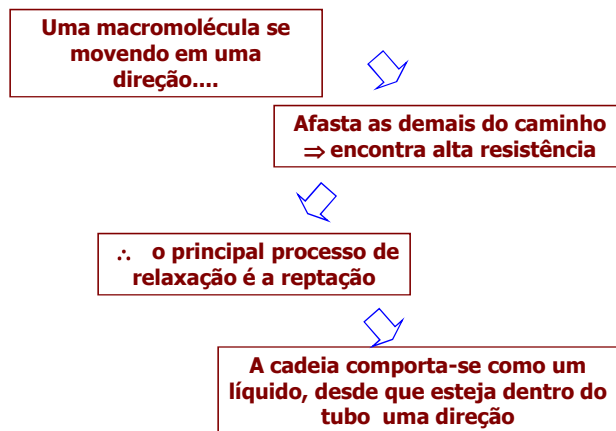 Uma macromolécula se
movendo em uma
direção....
Afasta as demais do caminho
⇒ encontra alta resistência
∴ o principal processo de
relaxação é a reptação
A cadeia comporta-se como um
líquido, desde que esteja dentro do
tubo uma direção